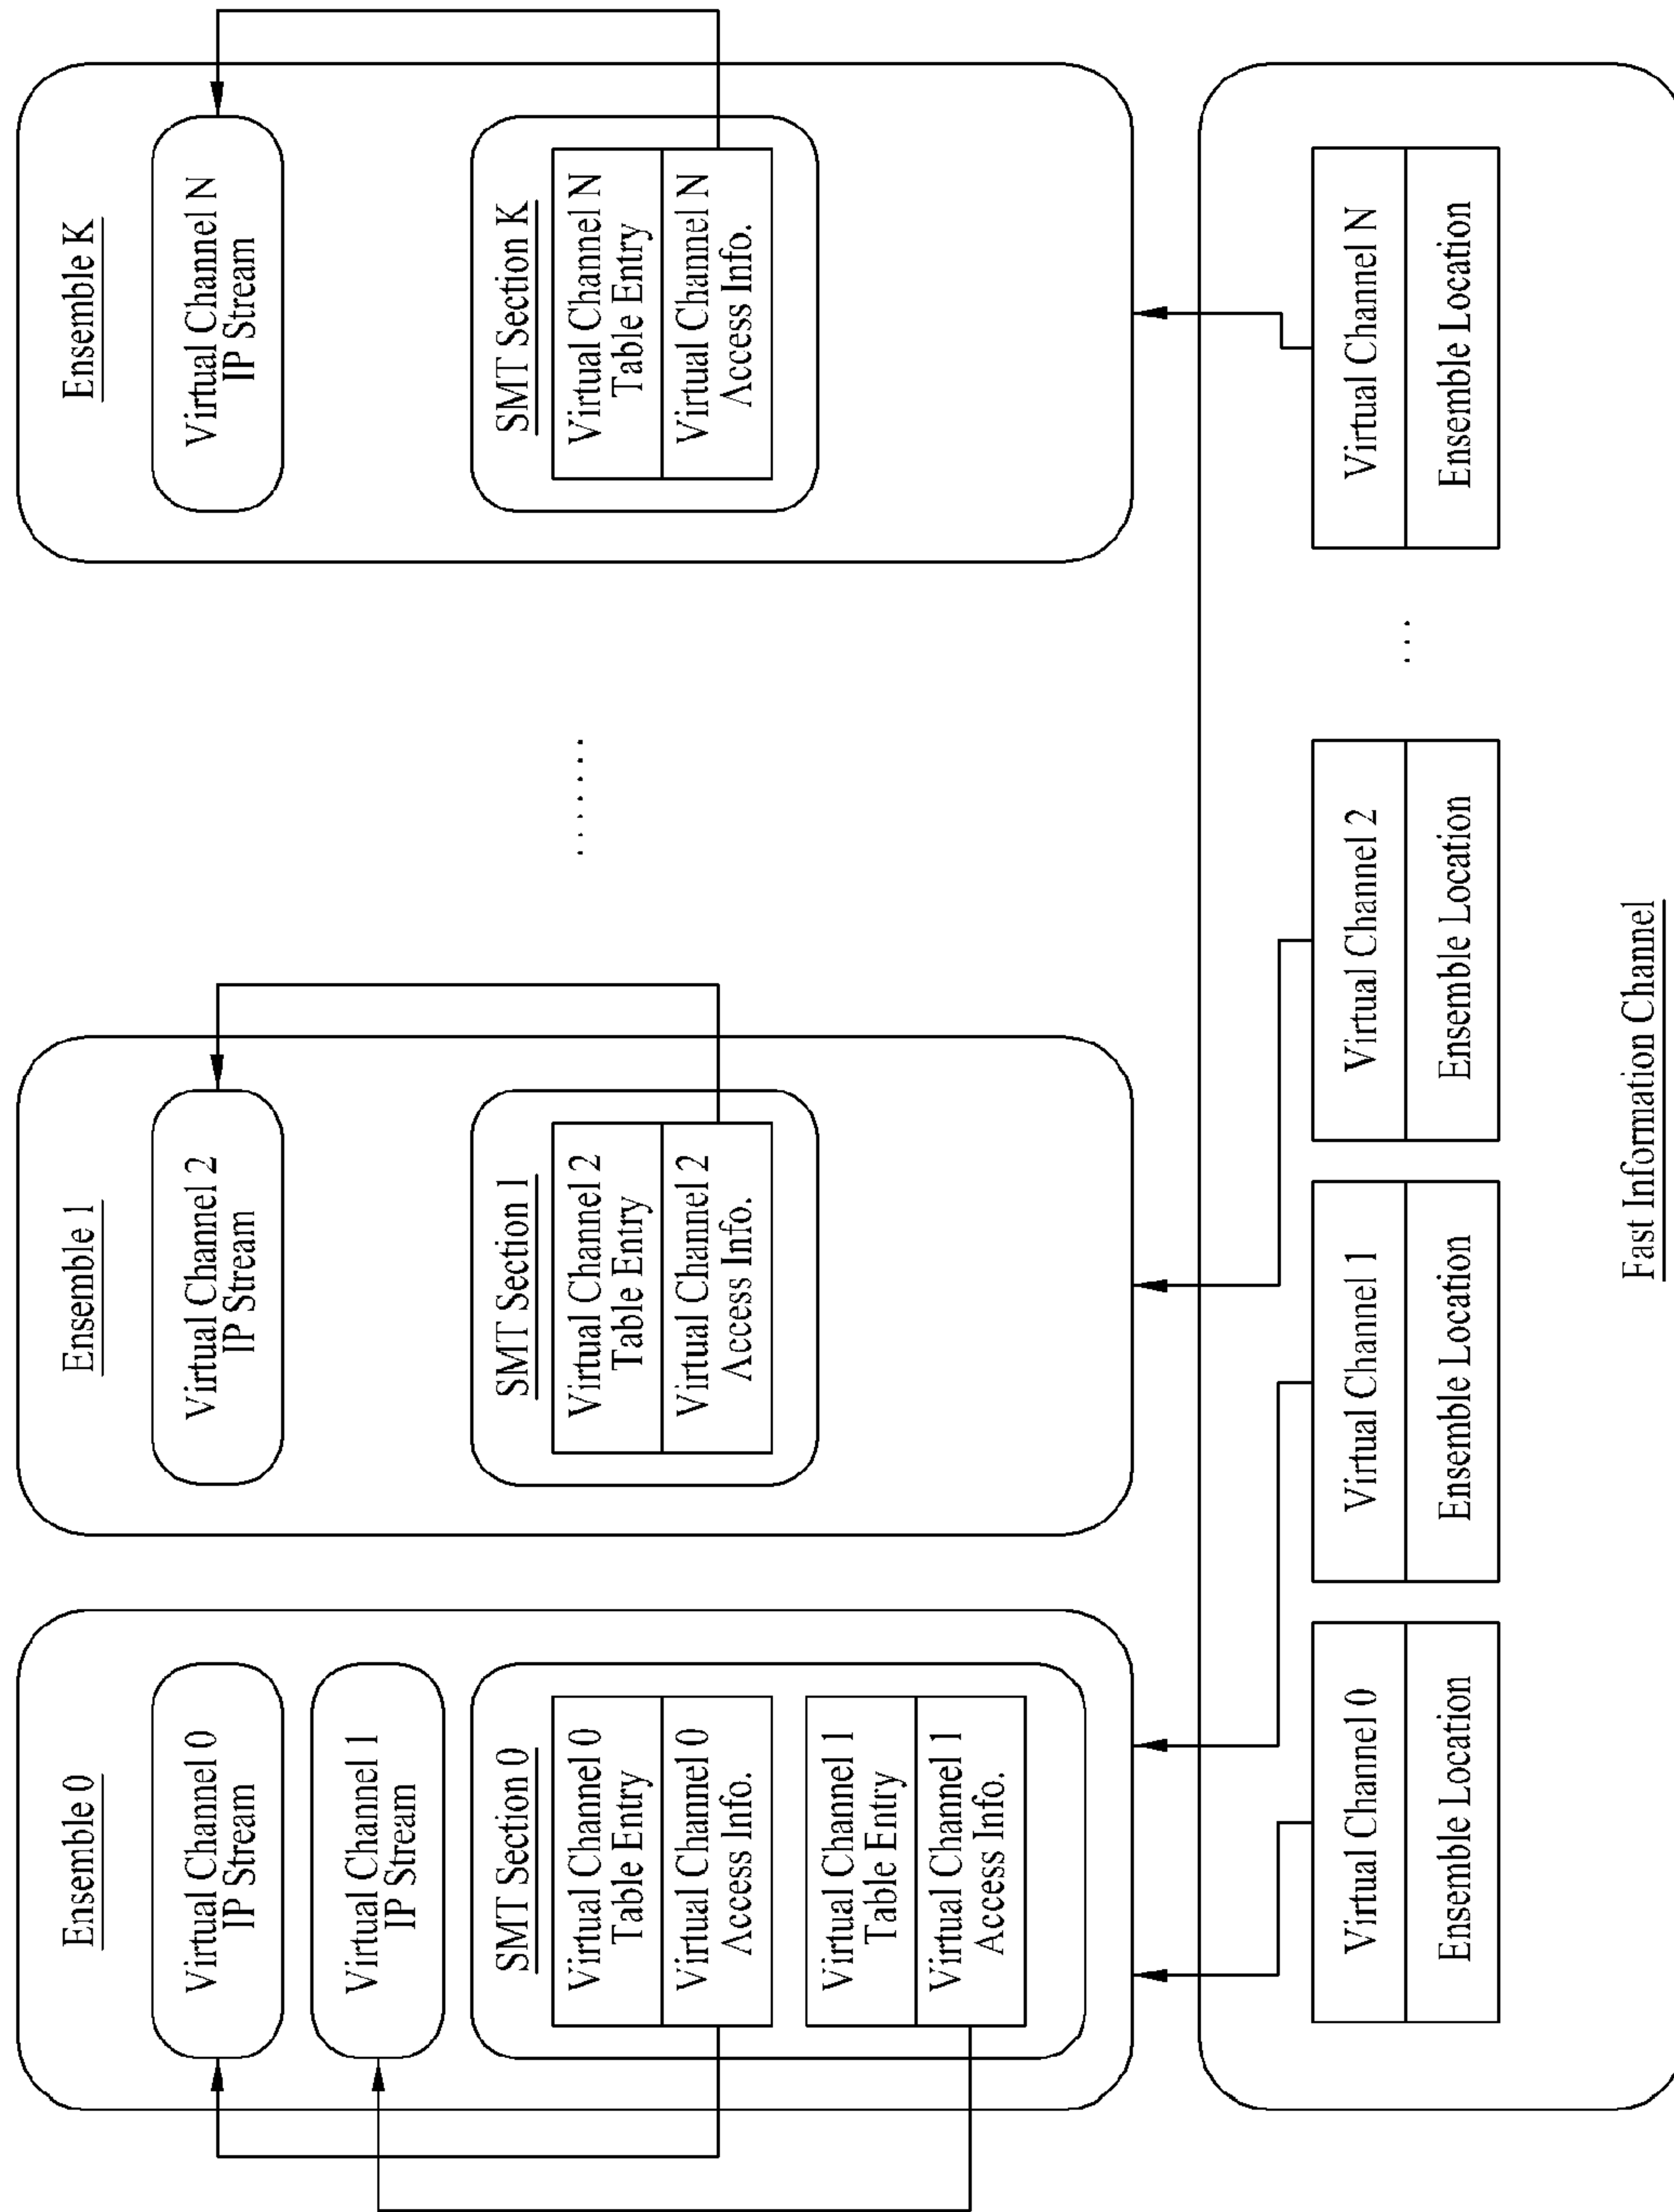 Ensemble 0
Virtual Channel 0
IP Stream
Virtual Channel 1
IP Stream
SMT Section 0
Virtual Channel 0
Table Entry
Virtual Channel 0
Access Info.
Virtual Channel 1
Table Entry
Virtual Channel 1
Access Info.
Ensemble 1
Virtual Channel 2
IP Stream
SMT Section 1
Virtual Channel 2
Table Entry
Virtual Channel 2
Access Info.
........
Ensemble K
Virtual Channel N
IP Stream
SMT Section K
Virtual Channel N
Table Entry
Virtual Channel N
Access Info.
Virtual Channel 0
Ensemble Location
Virtual Channel 1
Ensemble Location
Virtual Channel 2
Ensemble Location
...
Virtual Channel N
Ensemble Location
Fast Information Channel